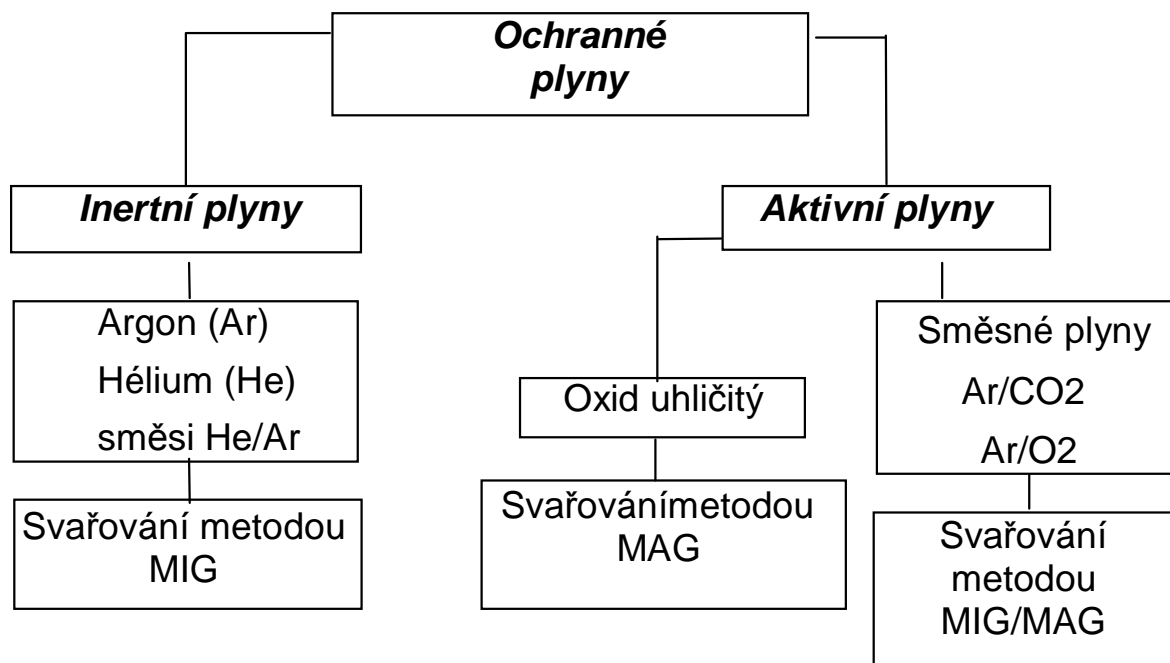 Ochranné
plyny
Inertní plyny
Aktivní plyny
Argon (Ar)
Hélium (He)
směsi He/Ar
Směsné plyny
Ar/CO2
Ar/O2
Oxid uhličitý
Svařování metodou
MIG
Svařovánímetodou
MAG
Svařování
metodou
MIG/MAG